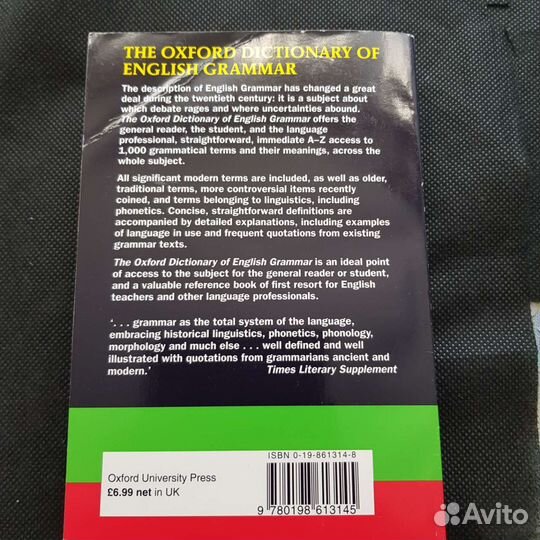 THE OXFORD DICTIONARY OF
ENGLISH GRAMMAR
The description of English Grammar has changed a great
deal during the twentieth century: it is a subject about
which debate rages and where uncertainties abound.
The Oxford Dictionary of English Grammar offers the
general reader, the student, and the language
professional, straightforward, immediate A–Z access to
1,000 grammatical terms and their meanings, across the
whole subject.
All significant modern terms are included, as well as older,
traditional terms, more controversial items recently
coined, and terms belonging to linguistics, including
phonetics. Concise, straightforward definitions are
accompanied by detailed explanations, including examples
of language in use and frequent quotations from existing
grammar texts.
The Oxford Dictionary of English Grammar is an ideal point
of access to the subject for the general reader or student,
and a valuable reference book of first resort for English
teachers and other language professionals.
‘. . . grammar as the total system of the language,
embracing historical linguistics, phonetics, phonology,
morphology and much else . . . well defined and well
illustrated with quotations from grammarians ancient and
modern.’ Times Literary Supplement
ISBN 0-19-861314-8
Oxford University Press
£6.99 net in UK
9 780198 613145
Avito